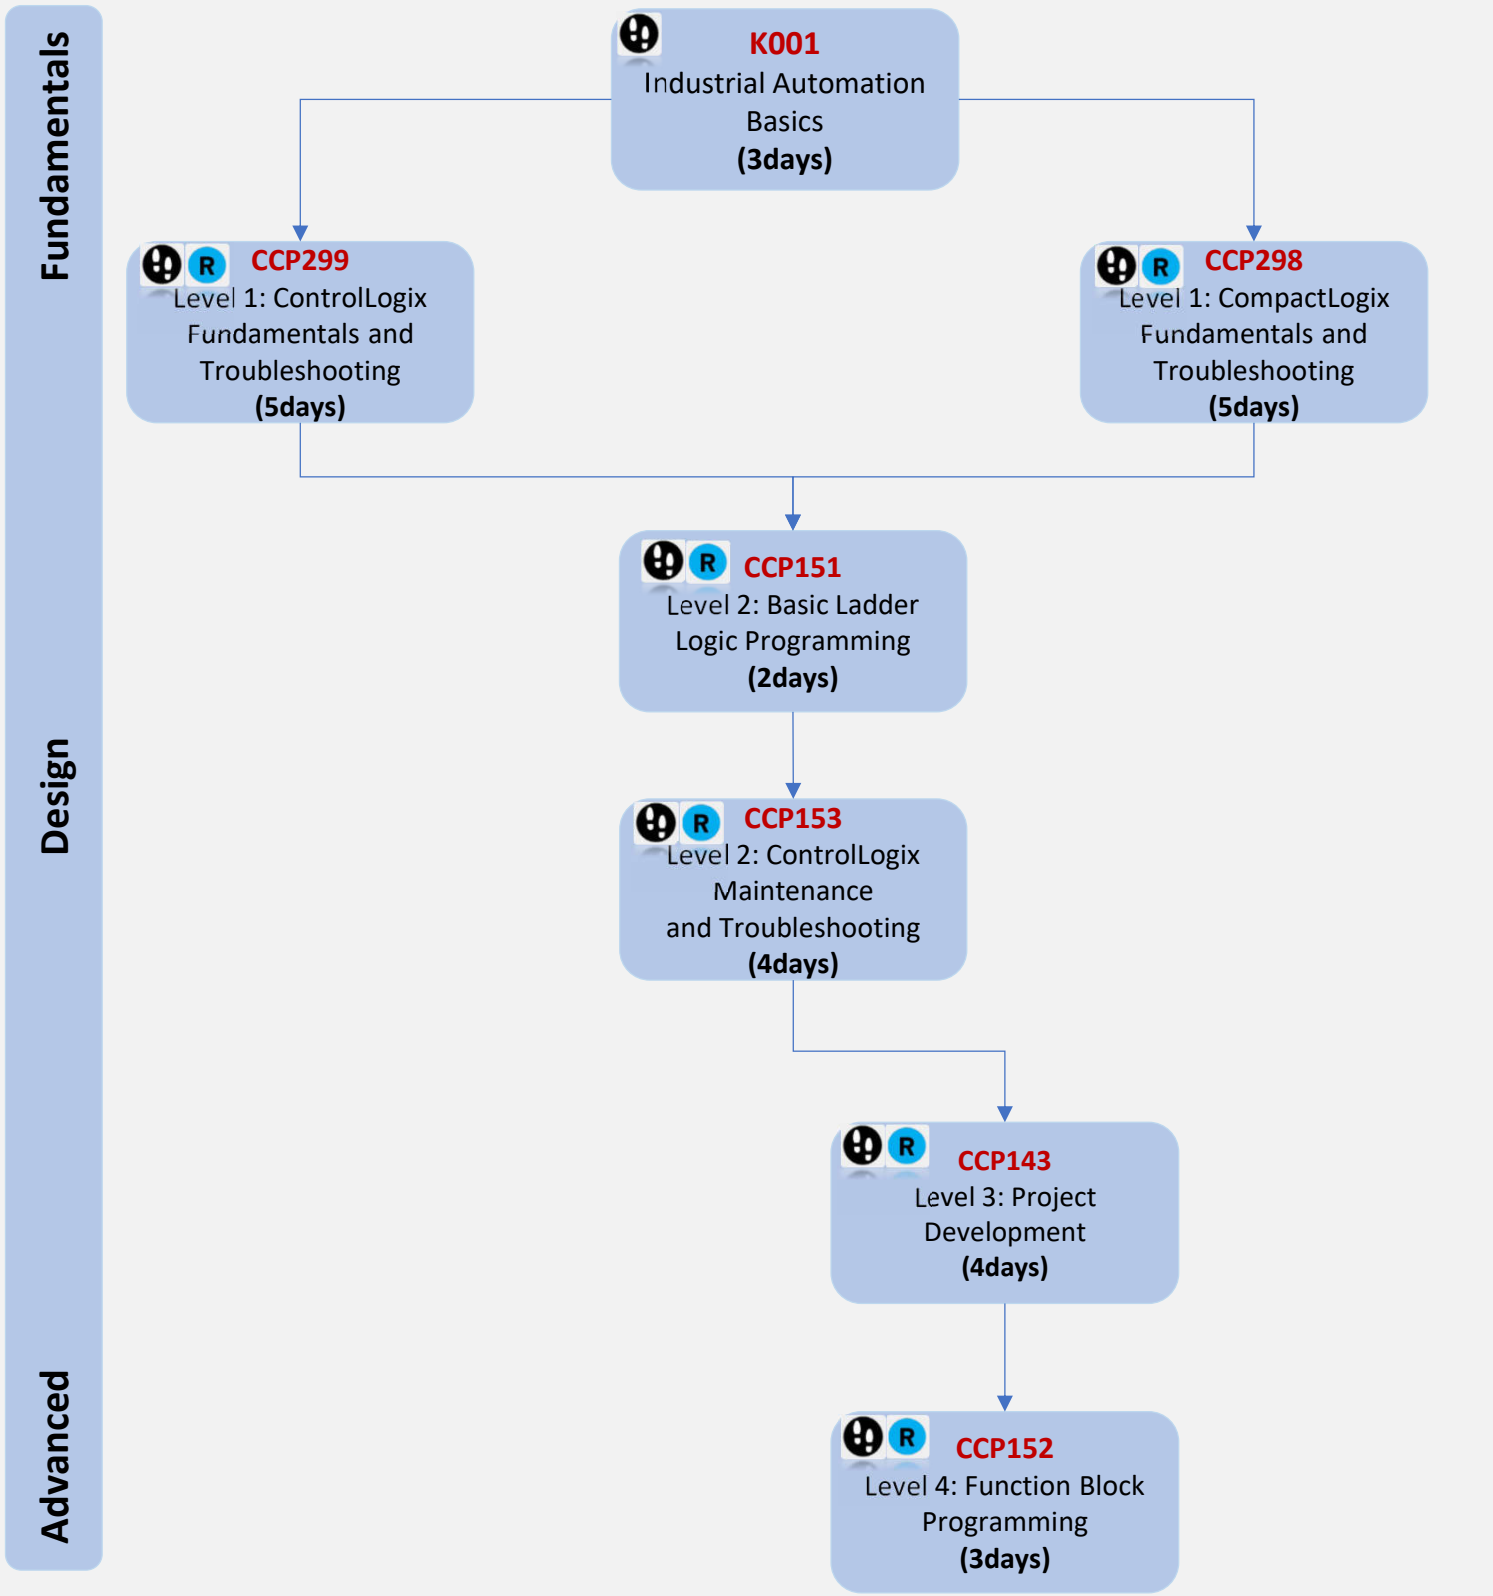 Fundamentals
K001
Industrial Automation
Basics
(3days)
R
CCP299
Level 1: ControlLogix
Fundamentals and
Troubleshooting
(5days)
R
CCP298
Level 1: CompactLogix
Fundamentals and
Troubleshooting
(5days)
R
CCP151
Level 2: Basic Ladder
Logic Programming
(2days)
Design
R
CCP153
Level 2: ControlLogix
Maintenance
and Troubleshooting
(4days)
R
CCP143
Level 3: Project
Development
(4days)
Advanced
R
CCP152
Level 4: Function Block
Programming
(3days)